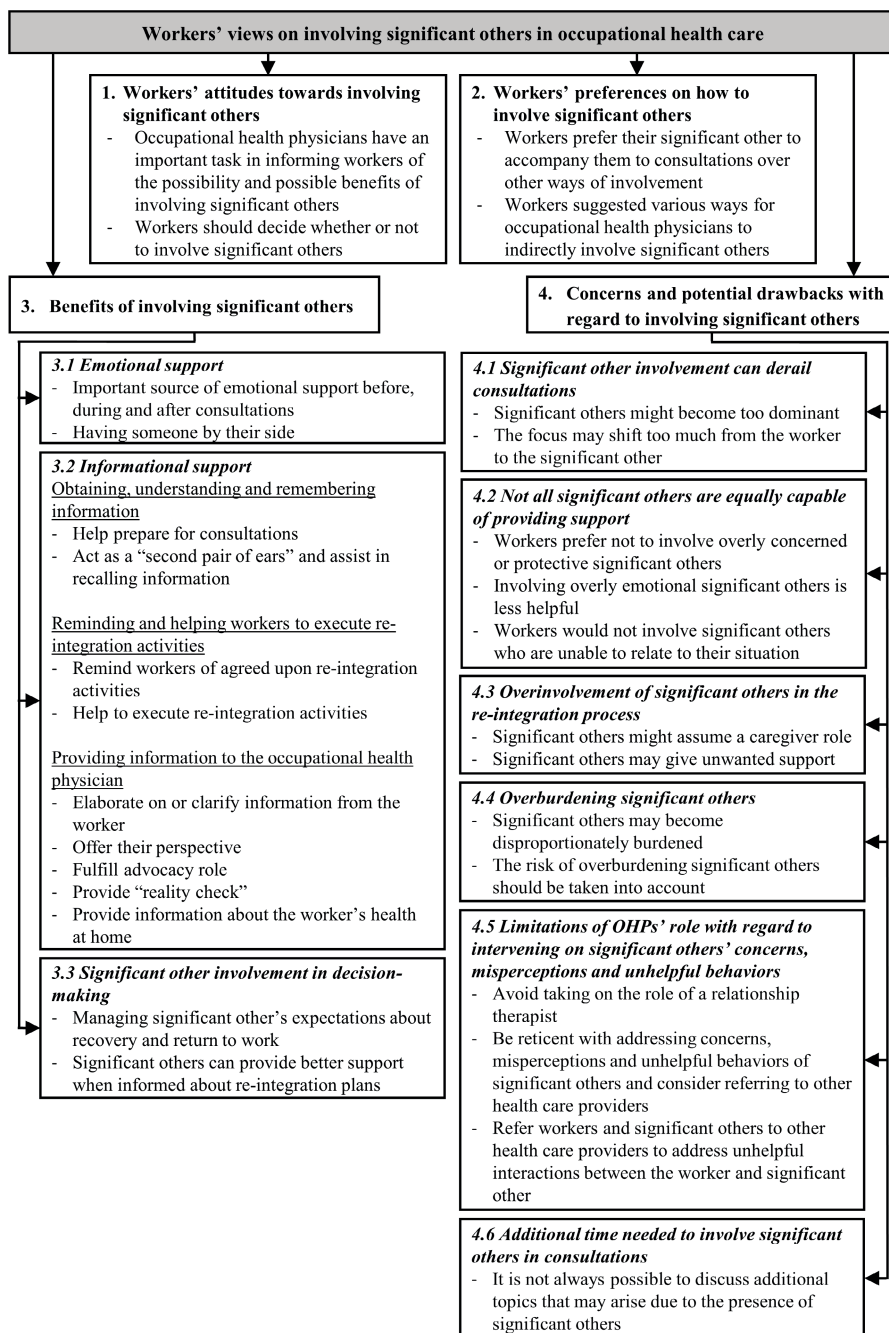 Workers' views on involving significant others in occupational health care
1. Workers' attitudes towards involving
significant others
- Occupational health physicians have an
important task in informing workers of
the possibility and possible benefits of
involving significant others
- Workers should decide whether or not
to involve significant others
2. Workers' preferences on how to
involve significant others
- Workers prefer their significant other to
accompany them to consultations over
other ways of involvement
- Workers suggested various ways for
occupational health physicians to
indirectly involve significant others
3. Benefits of involving significant others
3.1 Emotional support
- Important source of emotional support before,
during and after consultations
- Having someone by their side
3.2 Informational support
Obtaining, understanding and remembering
information
- Help prepare for consultations
- Act as a “second pair of ears” and assist in
recalling information
Reminding and helping workers to execute re-
integration activities
- Remind workers of agreed upon re-integration
activities
- Help to execute re-integration activities
Providing information to the occupational health
physician
- Elaborate on or clarify information from the
worker
- Offer their perspective
- Fulfill advocacy role
- Provide “reality check”
- Provide information about the worker's health
at home
3.3 Significant other involvement in decision-
making
- Managing significant other's expectations about
recovery and return to work
- Significant others can provide better support
when informed about re-integration plans
4. Concerns and potential drawbacks with
regard to involving significant others
4.1 Significant other involvement can derail
consultations
- Significant others might become too dominant
- The focus may shift too much from the worker
to the significant other
4.2 Not all significant others are equally capable
of providing support
- Workers prefer not to involve overly concerned
or protective significant others
- Involving overly emotional significant others is
less helpful
- Workers would not involve significant others
who are unable to relate to their situation
4.3 Overinvolvement of significant others in the
re-integration process
- Significant others might assume a caregiver role
- Significant others may give unwanted support
4.4 Overburdening significant others
- Significant others may become
disproportionately burdened
- The risk of overburdening significant others
should be taken into account
4.5 Limitations of OHPs' role with regard to
intervening on significant others' concerns,
misperceptions and unhelpful behaviors
- Avoid taking on the role of a relationship
therapist
- Be reticent with addressing concerns,
misperceptions and unhelpful behaviors of
significant others and consider referring to other
health care providers
- Refer workers and significant others to other
health care providers to address unhelpful
interactions between the worker and significant
other
4.6 Additional time needed to involve significant
others in consultations
- It is not always possible to discuss additional
topics that may arise due to the presence of
significant others